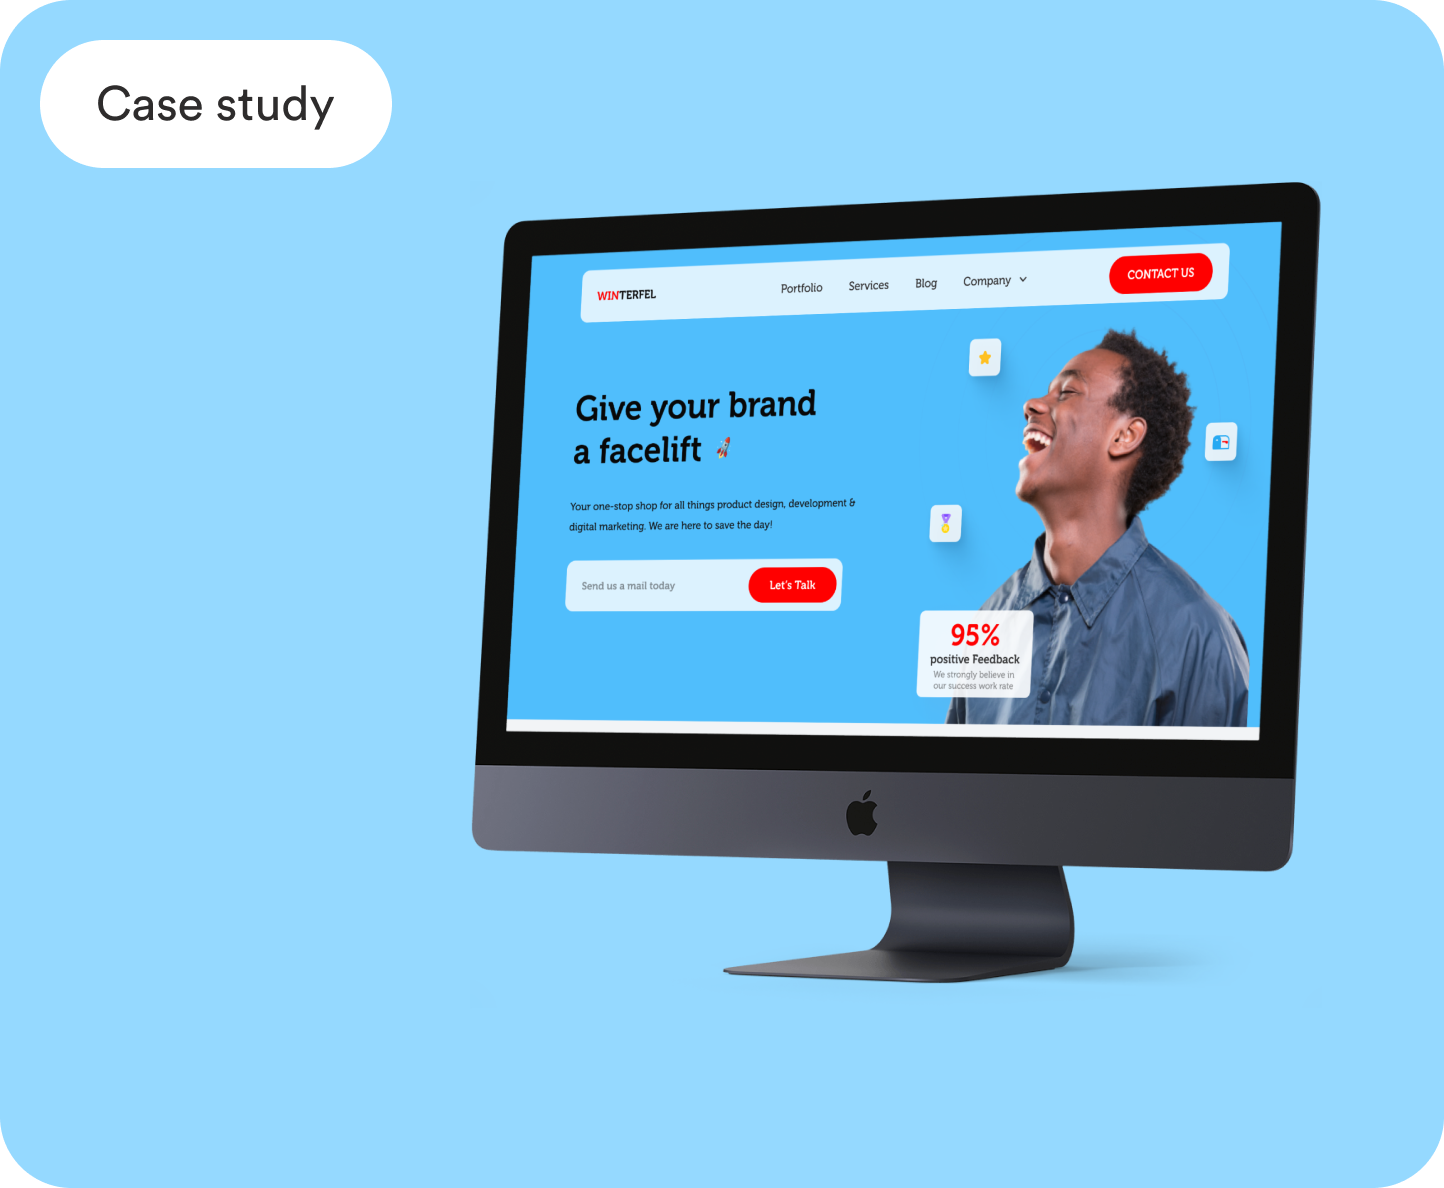 Case study
WINTERFEL
Portfolio Services Blog Company
CONTACT US
Give your brand
a facelift 🚀
Your one-stop shop for all things product design, development &
digital marketing. We are here to save the day!
Send us a mail today
Let's Talk
95%
positive Feedback
We strongly believe in
our success work rate